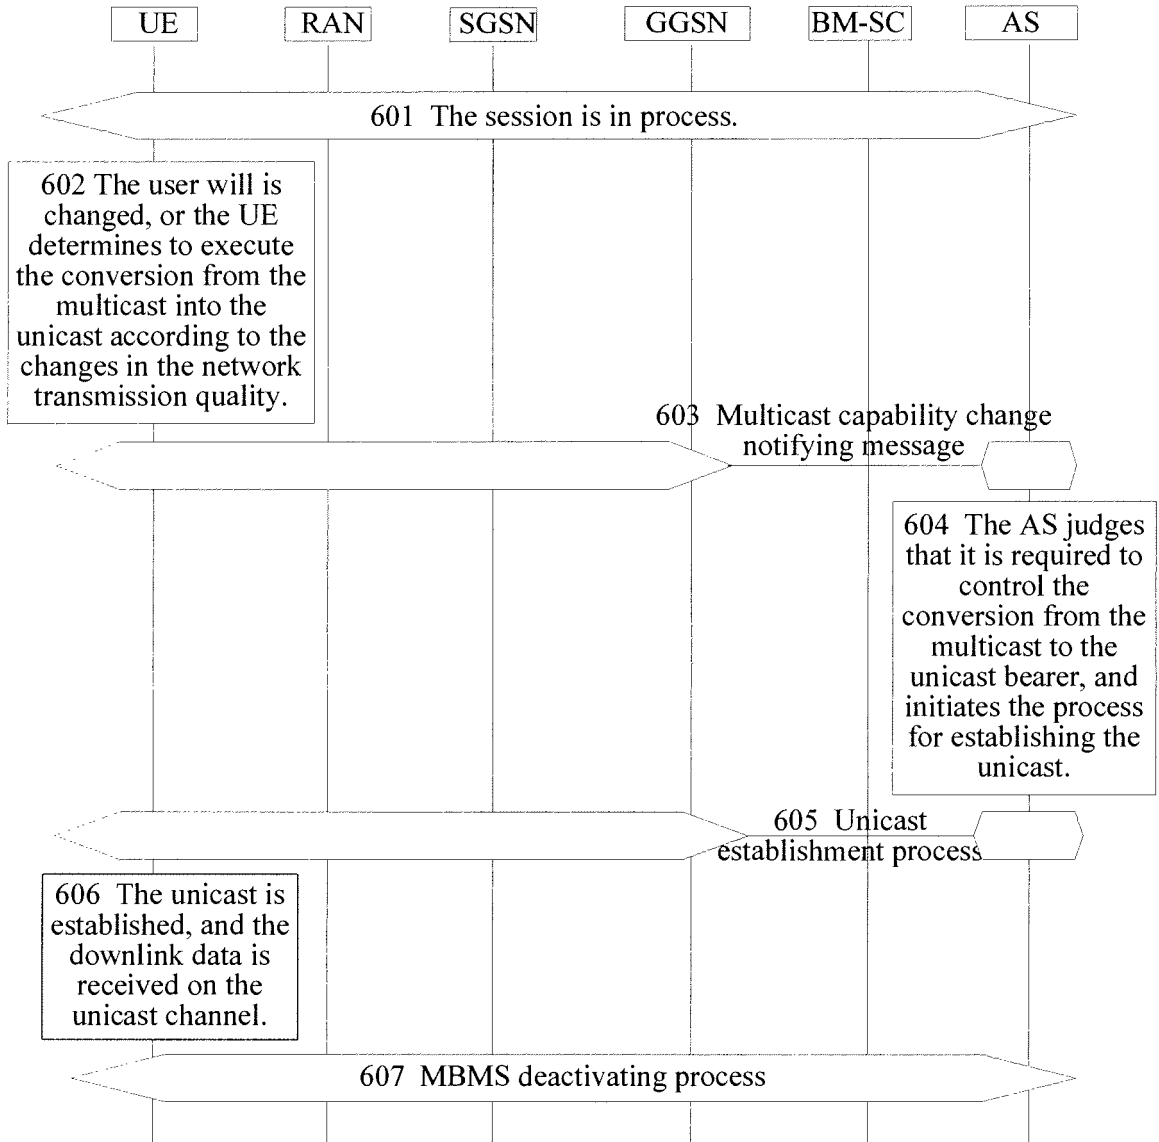 UE RAN SGSN GGSN BM-SC AS
601 The session is in process.
602 The user will is
changed, or the UE
determines to execute
the conversion from the
multicast into the
unicast according to the
changes in the network
transmission quality.
603 Multicast capability change
notifying message
604 The AS judges
that it is required to
control the
conversion from the
multicast to the
unicast bearer, and
initiates the process
for establishing the
unicast.
605 Unicast
establishment process
606 The unicast is
established, and the
downlink data is
received on the
unicast channel.
607 MBMS deactivating process